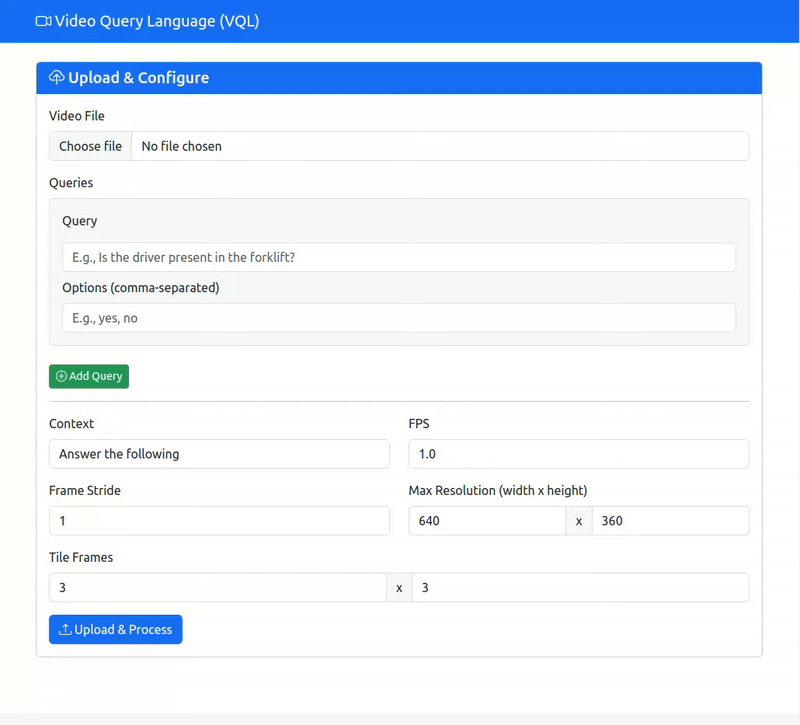 Video Query Language (VQL)
Upload & Configure
Video File
Choose file No file chosen
Queries
Query
E.g., Is the driver present in the forklift?
Options (comma-separated)
E.g., yes, no
Add Query
Context FPS
Answer the following 1.0
Frame Stride Max Resolution (width x height)
1 640 x 360
Tile Frames
3 x 3
Upload & Process